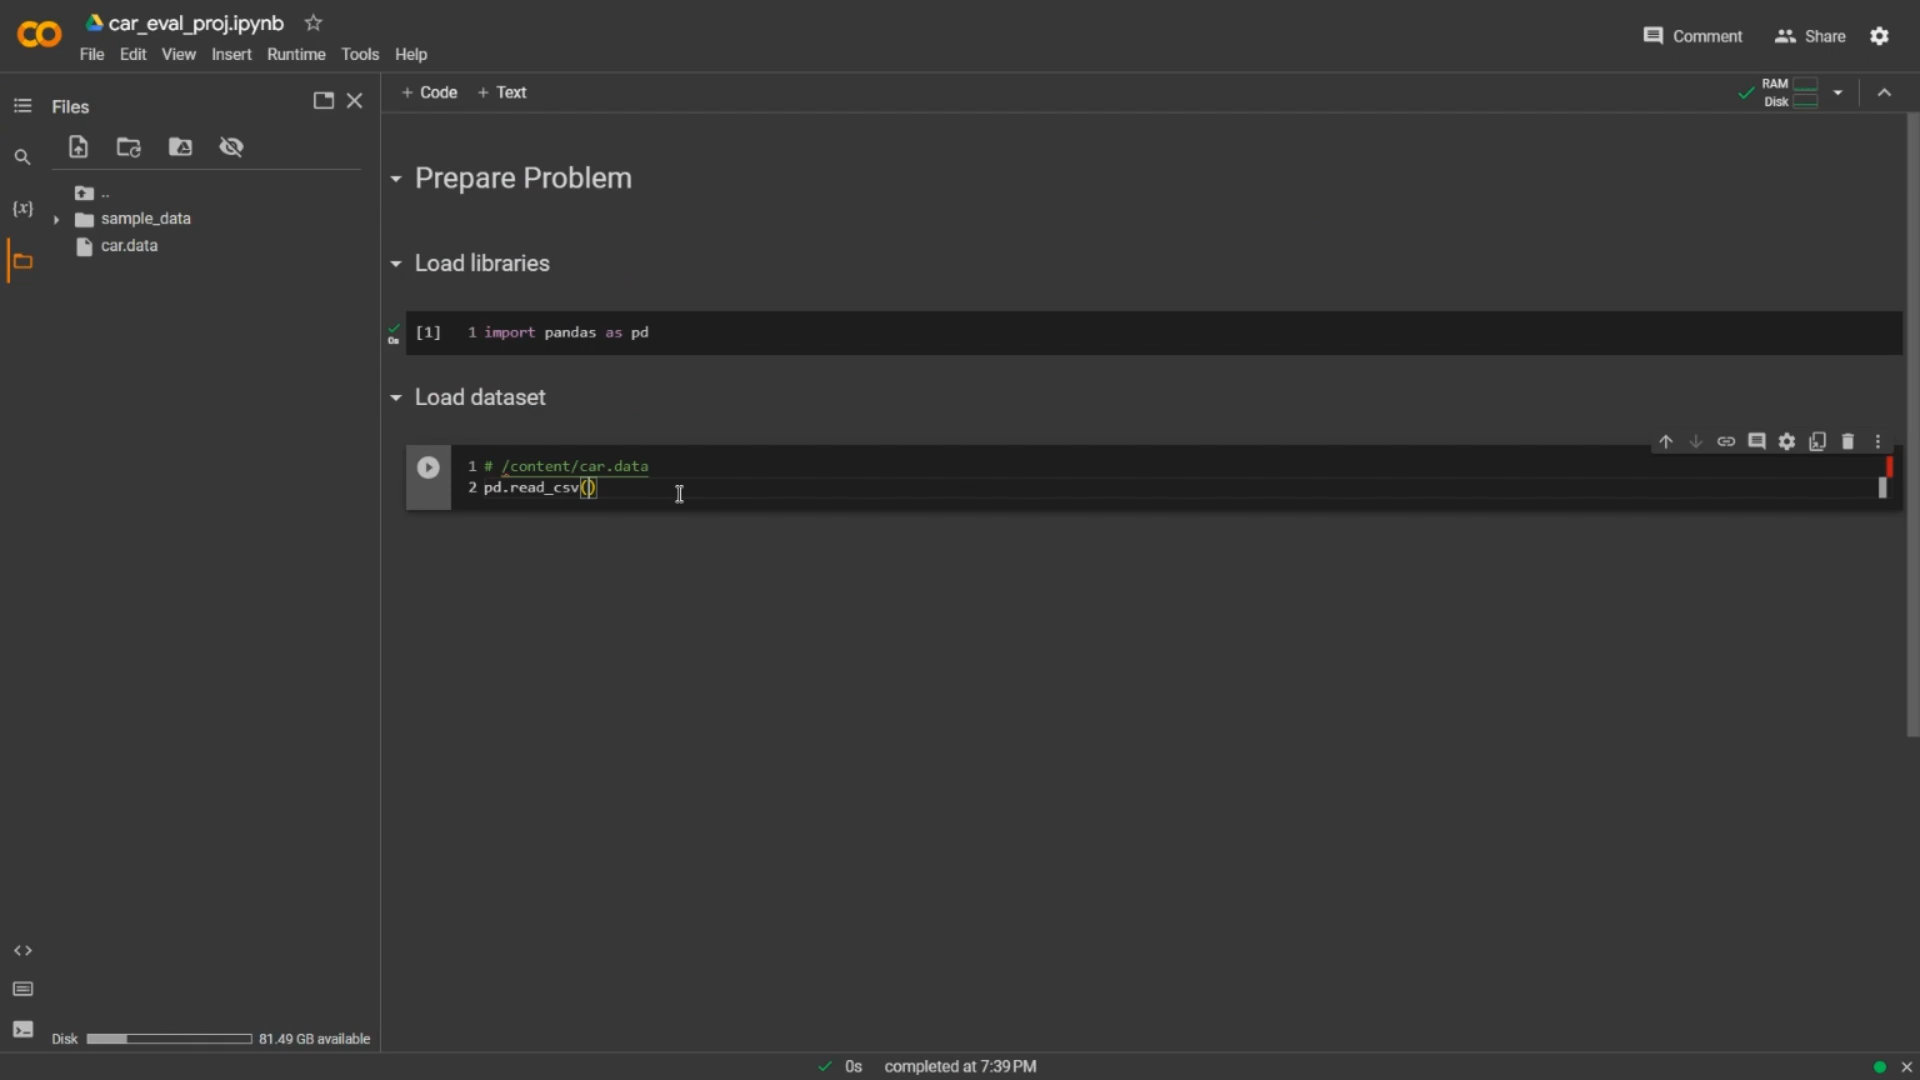 car_eval_proj.ipynb
File Edit View Insert Runtime Tools Help
Comment Share
Files
+ Code + Text
RAM
Disk
{x}
..
sample_data
car.data
Prepare Problem
Load libraries
0s
[1] 1 import pandas as pd
Load dataset
1 # /content/car.data
2 pd.read_csv()
Disk 81.49 GB available
0s completed at 7:39 PM